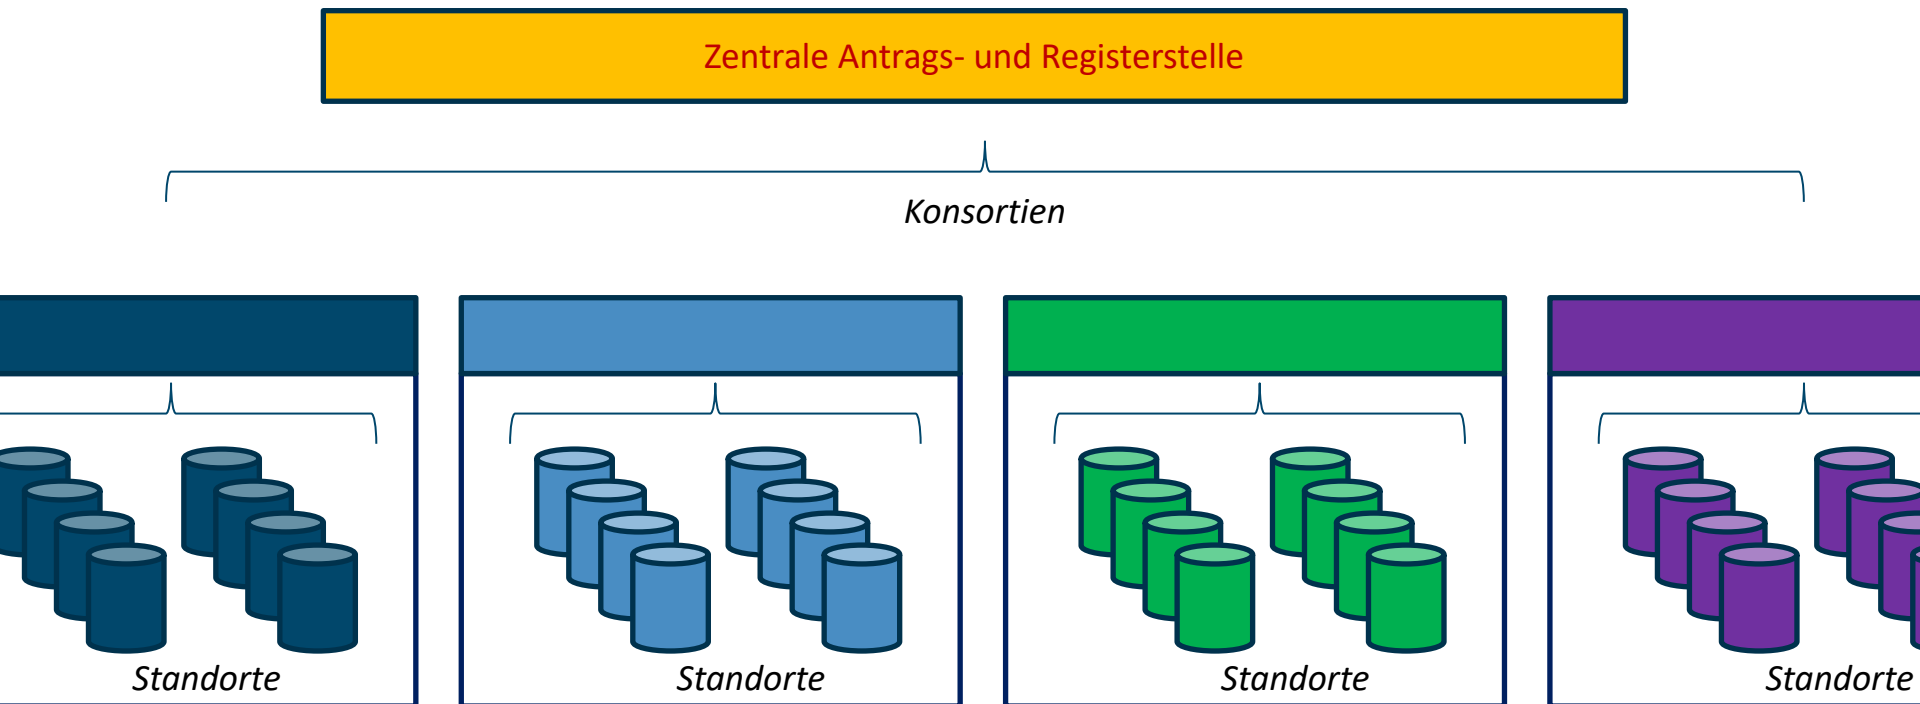 Zentrale Antrags- und Registerstelle
Konsortien
Standorte
Standorte
Standorte
Standorte